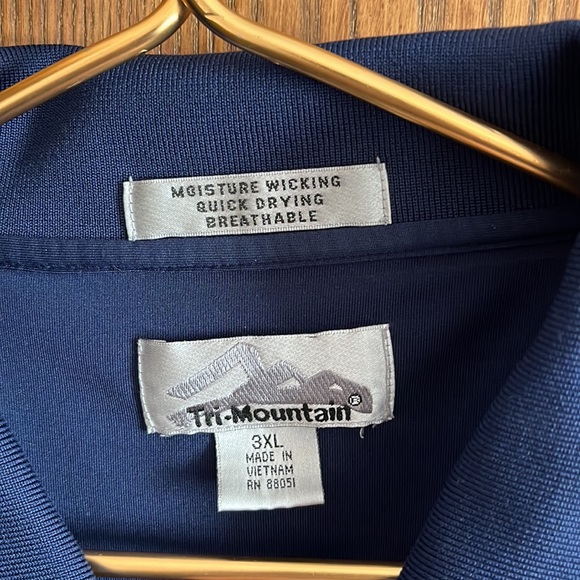 MOISTURE WICKING
QUICK DRYING
BREATHABLE
Tri-Mountain®
3XL
MADE IN
VIETNAM
RN 88051